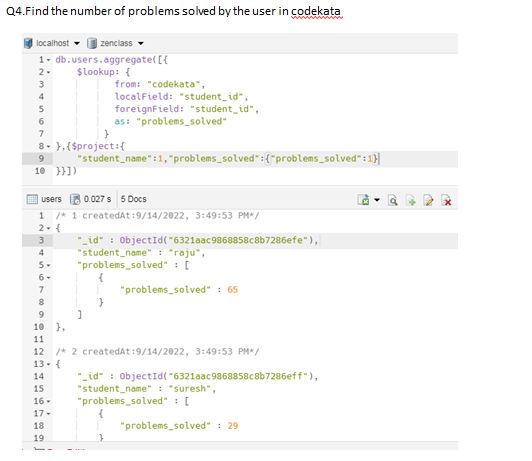 Q4.Find the number of problems solved by the user in codekata
localhost zenclass
1 db.users.aggregate([{
2 $lookup: {
3 from: "codekata",
4 localField: "student_id",
5 foreignField: "student_id",
6 as: "problems_solved"
7 }
8 },{$project:{
9 "student_name":1,"problems_solved":{"problems_solved":1}
10 }}])
users 0.027 s 5 Docs
1 /* 1 createdAt:9/14/2022, 3:49:53 PM*/
2 {
3 "_id" : ObjectId("6321aac9868858c8b7286efe"),
4 "student_name" : "raju",
5 "problems_solved" : [
6 {
7 "problems_solved" : 65
8 }
9 ]
10 },
11
12 /* 2 createdAt:9/14/2022, 3:49:53 PM*/
13 {
14 "_id" : ObjectId("6321aac9868858c8b7286eff"),
15 "student_name" : "suresh",
16 "problems_solved" : [
17 {
18 "problems_solved" : 29
19 }